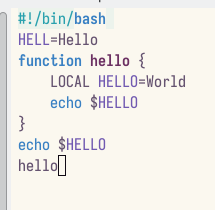 #!/bin/bash
HELL=Hello
function hello {
    LOCAL HELLO=World
    echo $HELLO
}
echo $HELLO
hello